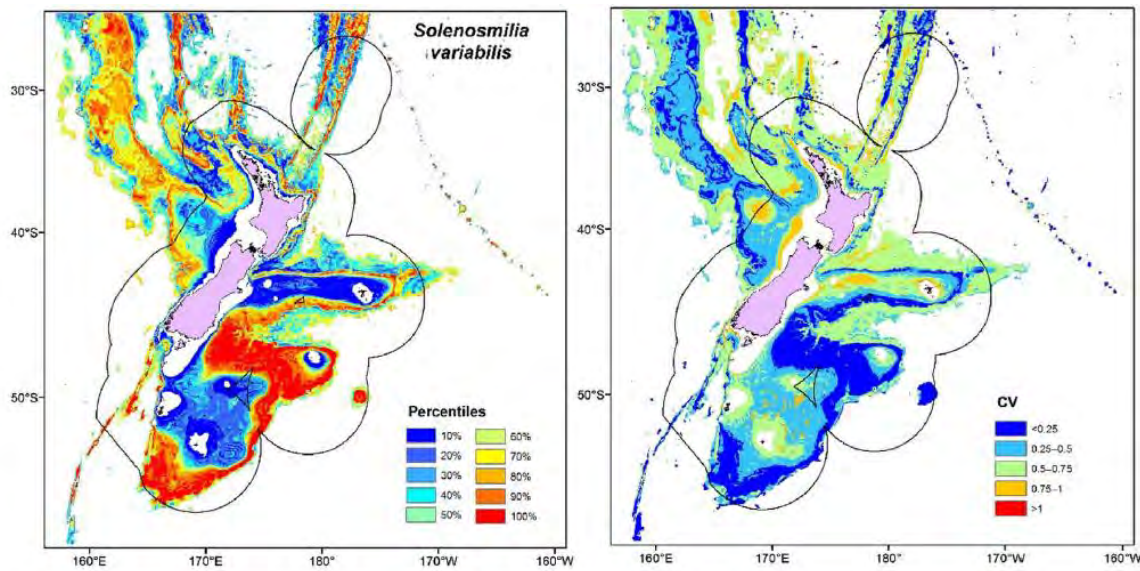 Solenosmilia
variabilis
30°S
40°S
50°S
Percentiles
10%
20%
30%
40%
50%
60%
70%
80%
90%
100%
160°E
170°E
180°
170°W
30°S
40°S
50°S
CV
<0.25
0.25–0.5
0.5–0.75
0.75–1
>1
160°E
170°E
180°
170°W